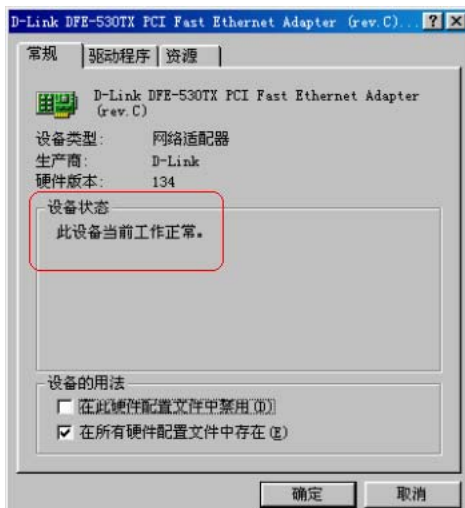 D-Link DFE-530TX PCI Fast Ethernet Adapter (rev.C)...
常规 驱动程序 资源
D-Link DFE-530TX PCI Fast Ethernet Adapter
(rev.C)
设备类型: 网络适配器
生产商: D-Link
硬件版本: 134
设备状态
此设备当前工作正常。
设备的用法
在此硬件配置文件中禁用(D)
在所有硬件配置文件中存在(E)
确定 取消